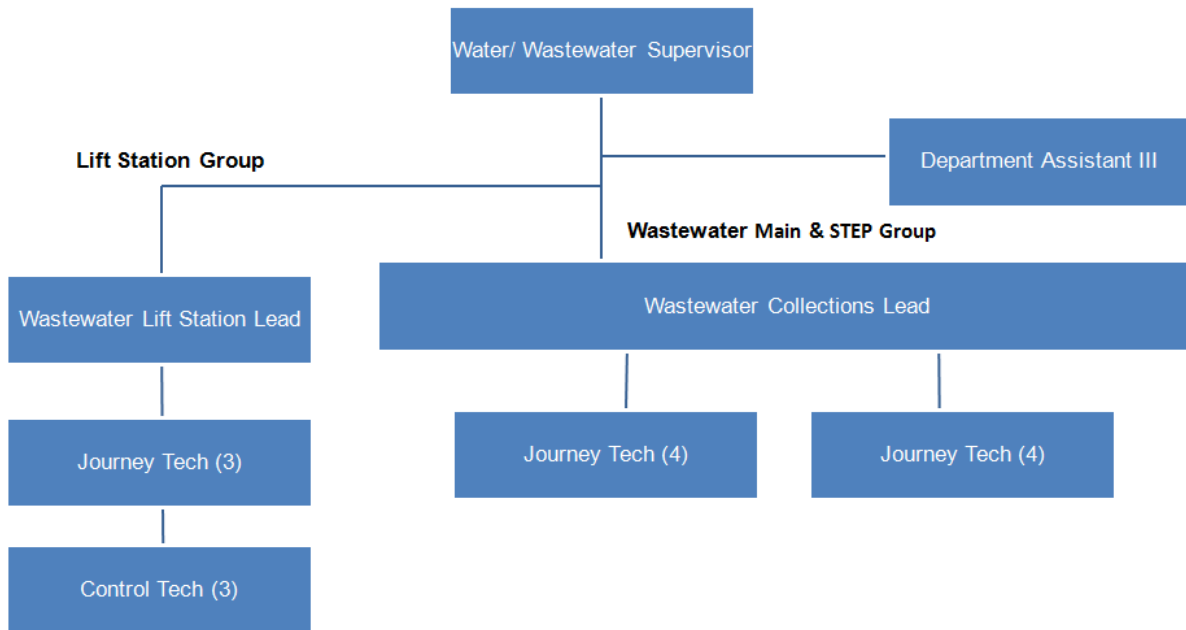 Water/ Wastewater Supervisor
Lift Station Group
Department Assistant III
Wastewater Main & STEP Group
Wastewater Lift Station Lead
Wastewater Collections Lead
Journey Tech (3)
Journey Tech (4)
Journey Tech (4)
Control Tech (3)